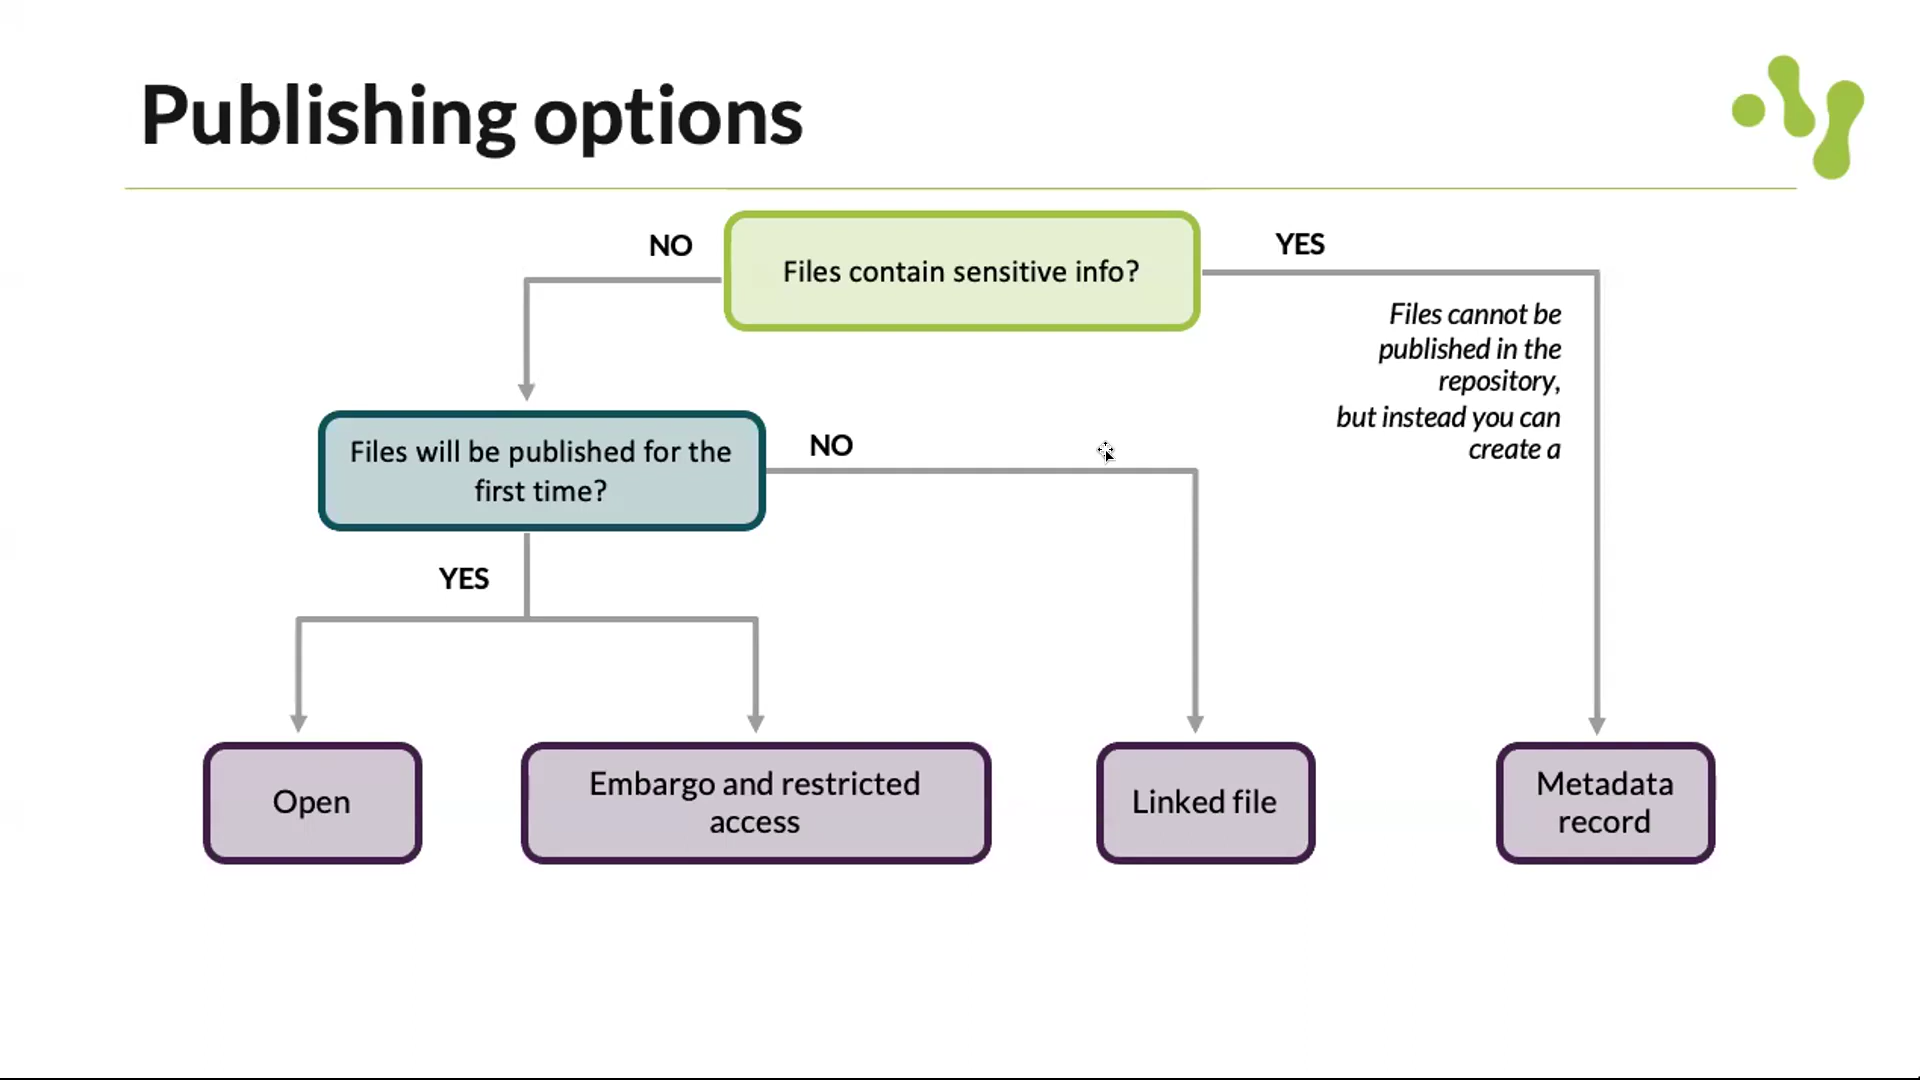 Publishing options
NO
Files contain sensitive info?
YES
Files cannot be
published in the
repository,
but instead you can
create a
Files will be published for the
first time?
NO
YES
Open
Embargo and restricted
access
Linked file
Metadata
record